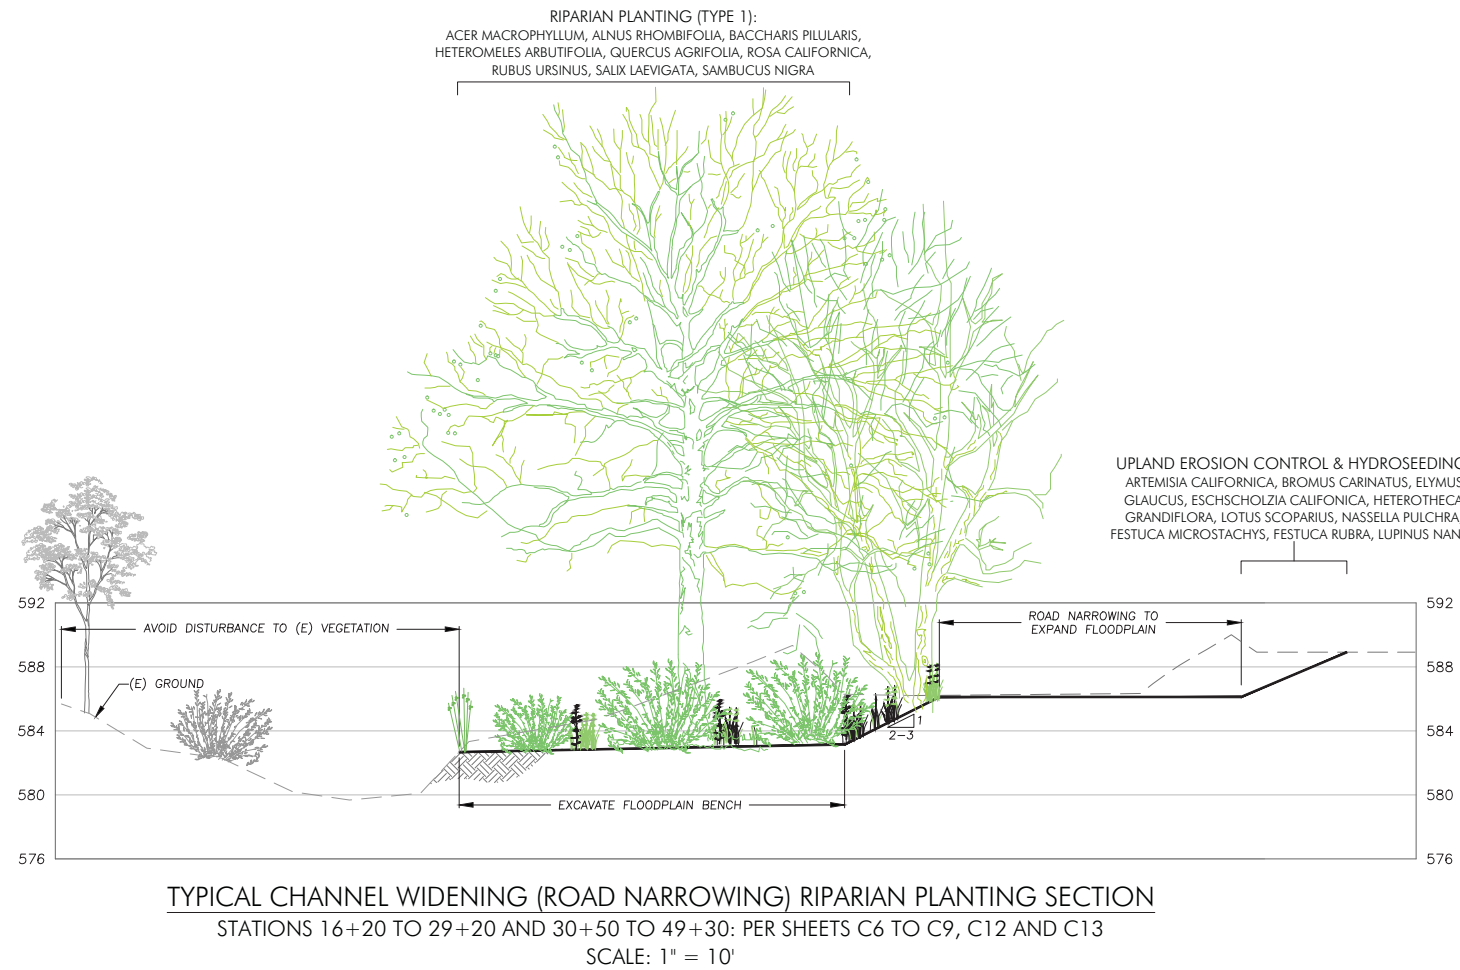 RIPARIAN PLANTING (TYPE 1):
ACER MACROPHYLLUM, ALNUS RHOMBIFOLIA, BACCHARIS PILULARIS,
HETEROMELES ARBUTIFOLIA, QUERCUS AGRIFOLIA, ROSA CALIFORNICA,
RUBUS URSINUS, SALIX LAEVIGATA, SAMBUCUS NIGRA
UPLAND EROSION CONTROL & HYDROSEEDING
ARTEMISIA CALIFORNICA, BROMUS CARINATUS, ELYMUS
GLAUCUS, ESCHSCHOLZIA CALIFONICA, HETEROTHECA
GRANDIFLORA, LOTUS SCOPARIUS, NASSELLA PULCHRA
FESTUCA MICROSTACHYS, FESTUCA RUBRA, LUPINUS NAN
592
592
AVOID DISTURBANCE TO (E) VEGETATION
ROAD NARROWING TO
EXPAND FLOODPLAIN
588
588
(E) GROUND
584
584
1
2-3
580
580
EXCAVATE FLOODPLAIN BENCH
576
576
TYPICAL CHANNEL WIDENING (ROAD NARROWING) RIPARIAN PLANTING SECTION
STATIONS 16+20 TO 29+20 AND 30+50 TO 49+30: PER SHEETS C6 TO C9, C12 AND C13
SCALE: 1" = 10'